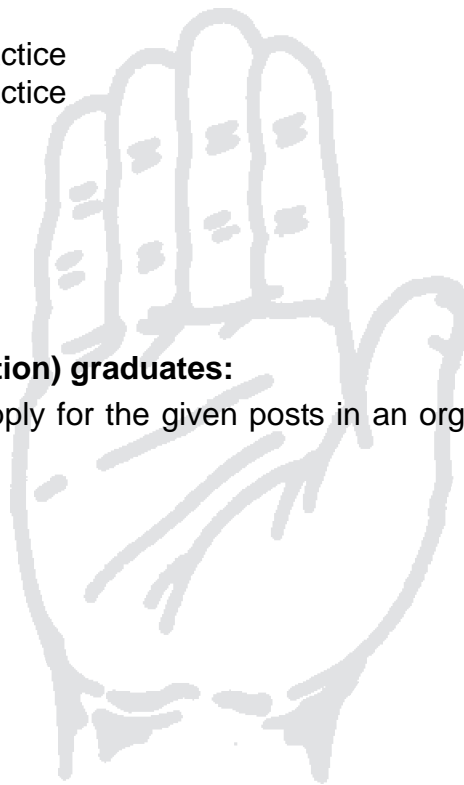 ctice
ctice
tion) graduates:
pply for the given posts in an org